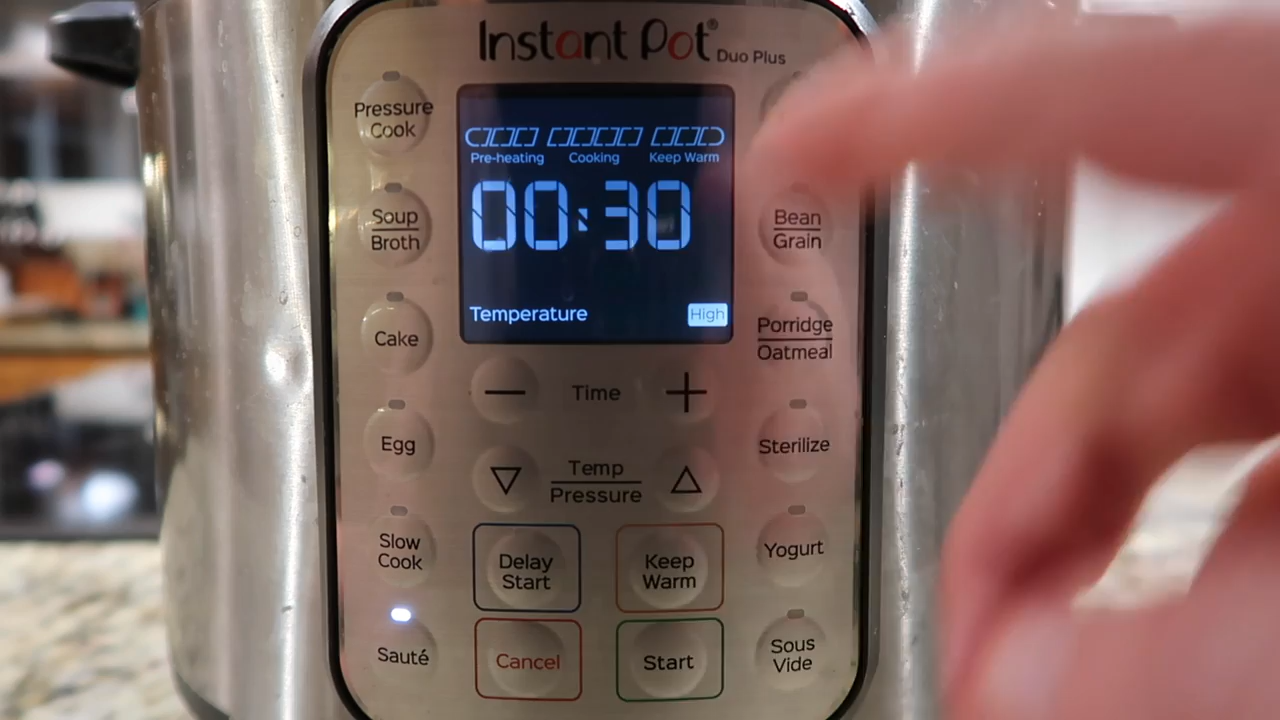 Instant Pot® Duo Plus
Pressure
Cook
Soup
Broth
Cake
Egg
Slow
Cook
Sauté
Pre-heating Cooking Keep Warm
00:30
Temperature High
— Time +
Temp
Pressure
Delay
Start
Keep
Warm
Cancel
Start
Bean
Grain
Porridge
Oatmeal
Sterilize
Yogurt
Sous
Vide